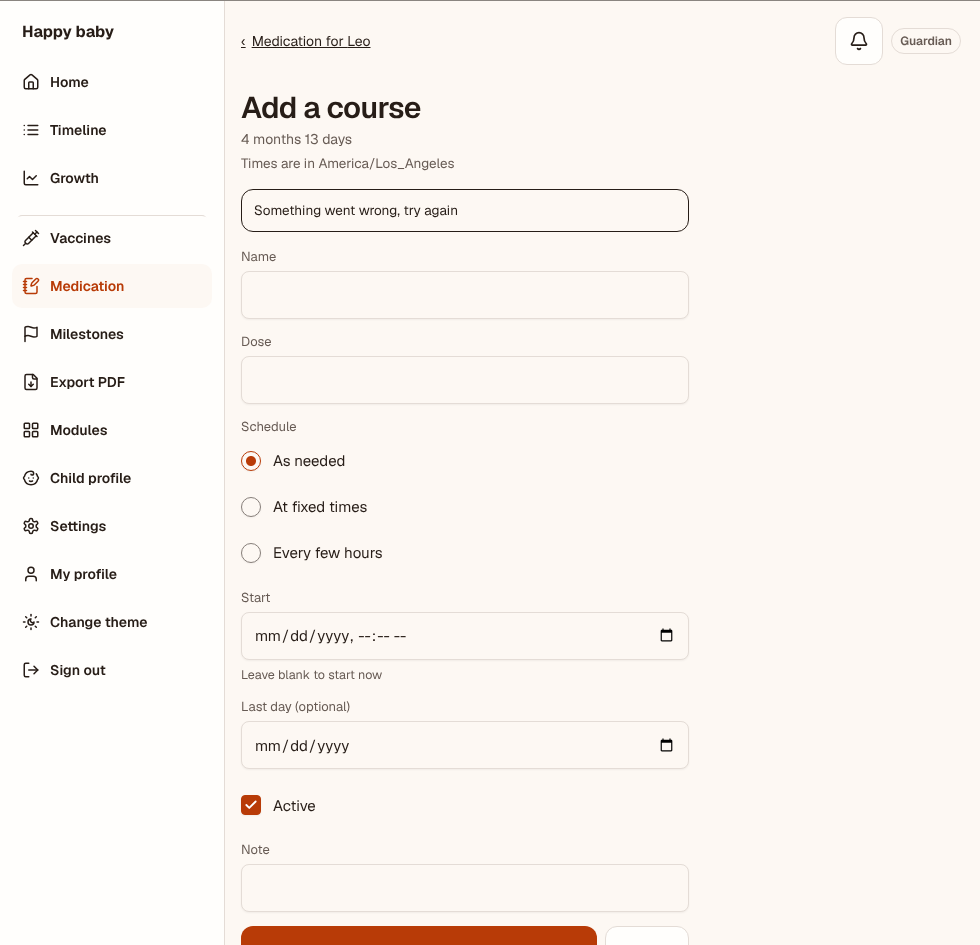 Happy baby
Home
Timeline
Growth
Vaccines
Medication
Milestones
Export PDF
Modules
Child profile
Settings
My profile
Change theme
Sign out
‹ Medication for Leo
Guardian
Add a course
4 months 13 days
Times are in America/Los_Angeles
Something went wrong, try again
Name
Dose
Schedule
As needed
At fixed times
Every few hours
Start
mm/dd/yyyy, --:-- --
Leave blank to start now
Last day (optional)
mm/dd/yyyy
Active
Note